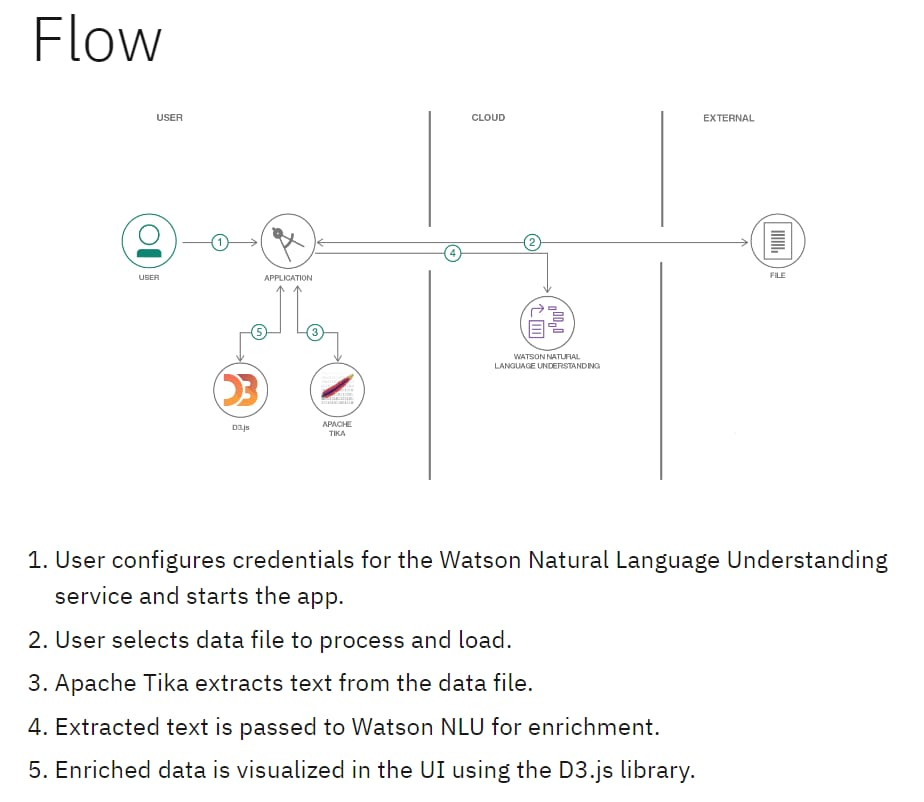 Flow
USER
CLOUD
EXTERNAL
1
2
4
USER
APPLICATION
FILE
5
3
WATSON NATURAL
LANGUAGE UNDERSTANDING
D3.js
APACHE
TIKA
1. User configures credentials for the Watson Natural Language Understanding
service and starts the app.
2. User selects data file to process and load.
3. Apache Tika extracts text from the data file.
4. Extracted text is passed to Watson NLU for enrichment.
5. Enriched data is visualized in the UI using the D3.js library.